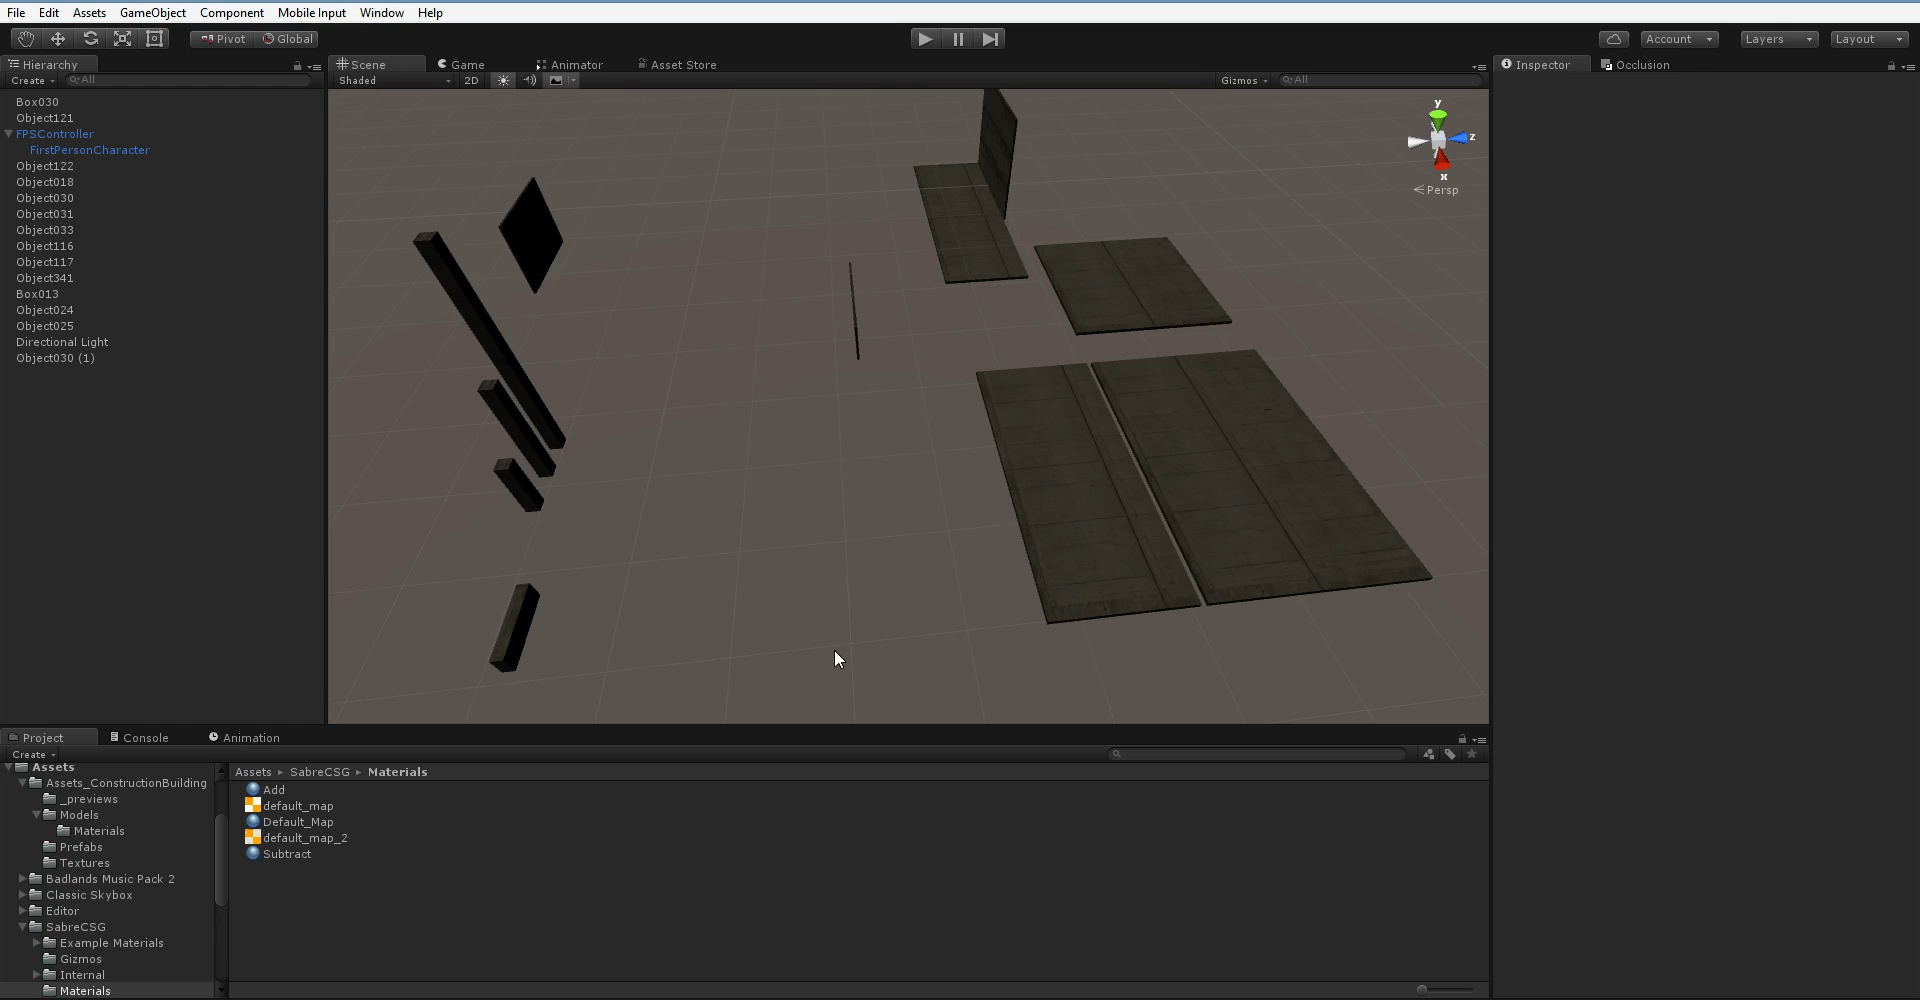 File Edit Assets GameObject Component Mobile Input Window Help
Pivot Global Account Layers Layout
Hierarchy
Create All
Box030
Object121
FPSController
FirstPersonCharacter
Object122
Object018
Object030
Object031
Object033
Object116
Object117
Object341
Box013
Object024
Object025
Directional Light
Object030 (1)
Scene Game Animator Asset Store
Shaded 2D Gizmos All
y
z
x
Persp
Inspector Occlusion
Project Console Animation
Create
Assets
Assets_ConstructionBuilding
_previews
Models
Materials
Prefabs
Textures
Badlands Music Pack 2
Classic Skybox
Editor
SabreCSG
Example Materials
Gizmos
Internal
Materials
Assets SabreCSG Materials
Add
default_map
Default_Map
default_map_2
Subtract